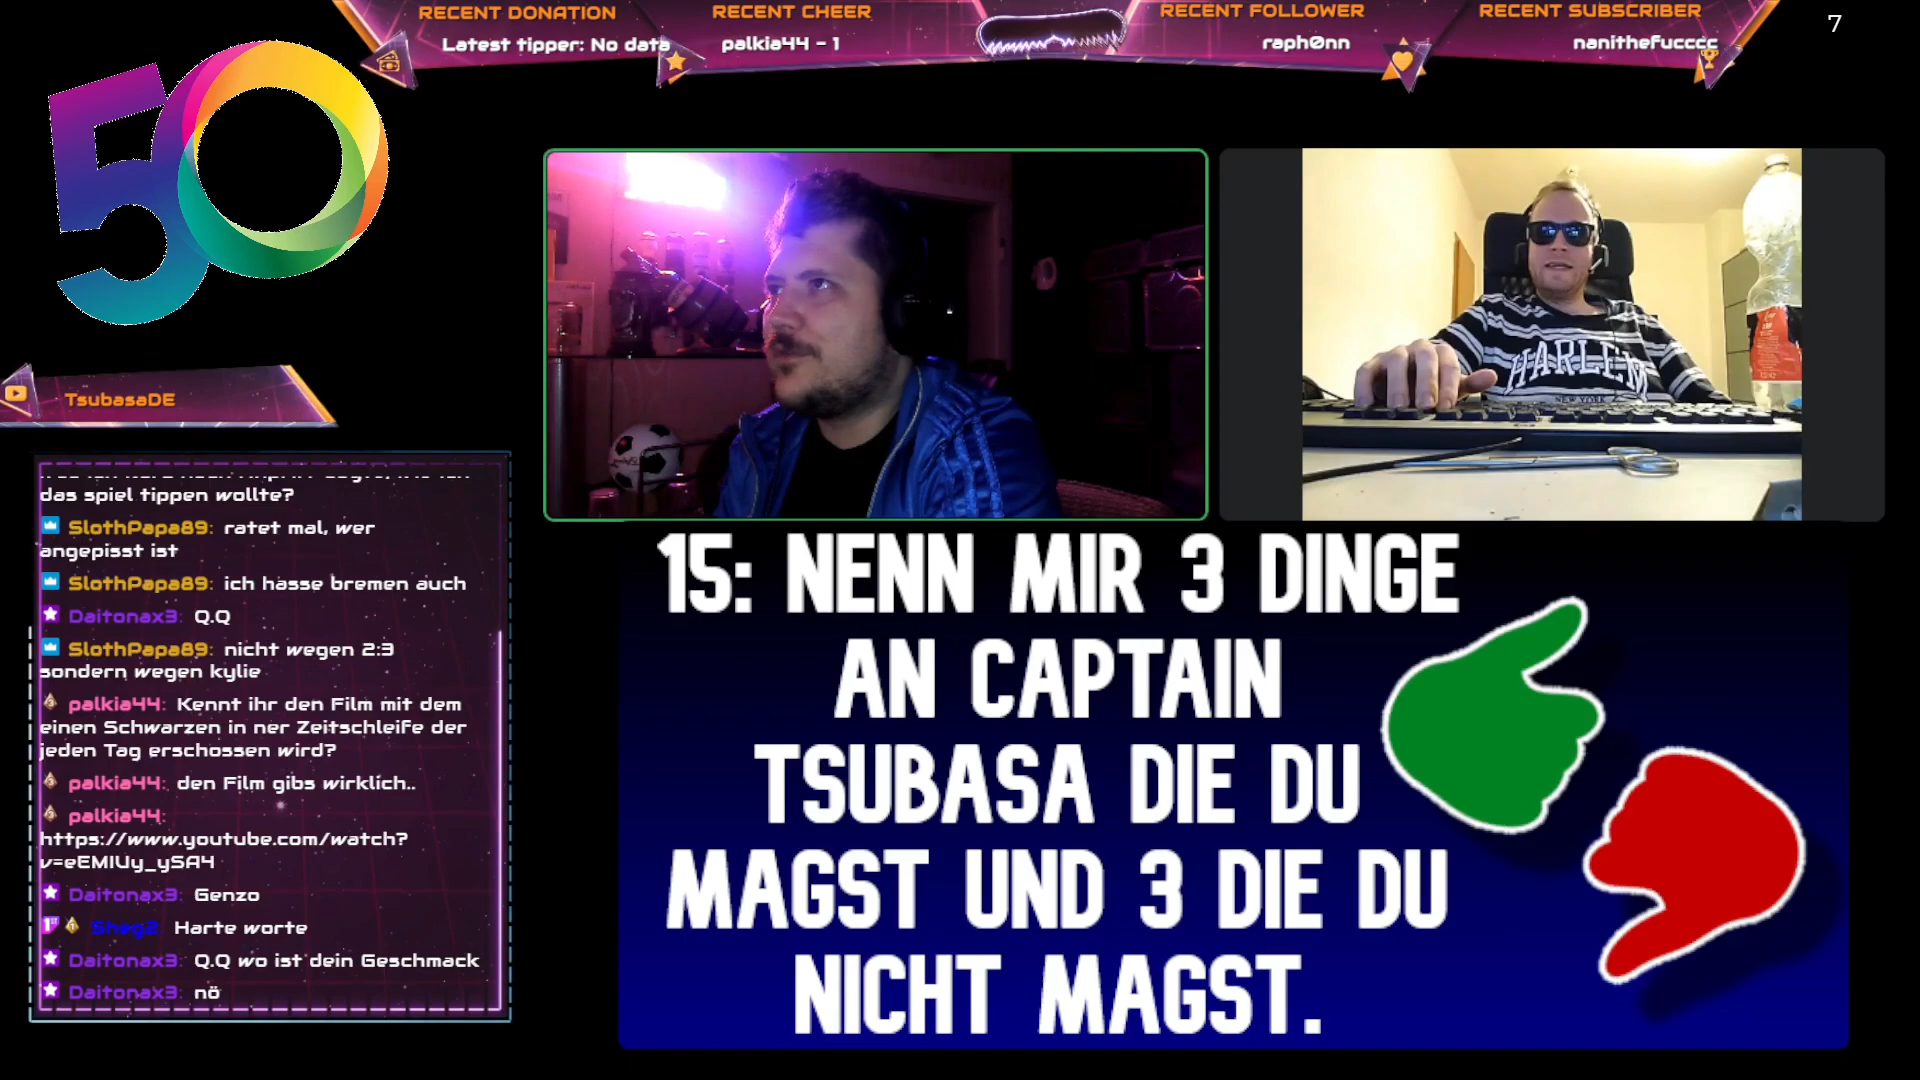 RECENT DONATION
Latest tipper: No data
RECENT CHEER
palkia44 - 1
RECENT FOLLOWER
raph0nn
RECENT SUBSCRIBER
nanithefucccc
7
50
TsubasaDE
das spiel tippen wollte?
SlothPapa89: ratet mal, wer
angepisst ist
SlothPapa89: ich hasse bremen auch
Daitonax3: Q.Q
SlothPapa89: nicht wegen 2:3
sondern wegen kylie
palkia44: Kennt ihr den Film mit dem
einen Schwarzen in ner Zeitschleife der
jeden Tag erschossen wird?
palkia44: den Film gibs wirklich..
palkia44:
https://www.youtube.com/watch?
v=eEMIUy_ySA4
Daitonax3: Genzo
Sheg2: Harte worte
Daitonax3: Q.Q wo ist dein Geschmack
Daitonax3: nö
HARLEM
NEW YORK
15: NENN MIR 3 DINGE
AN CAPTAIN
TSUBASA DIE DU
MAGST UND 3 DIE DU
NICHT MAGST.